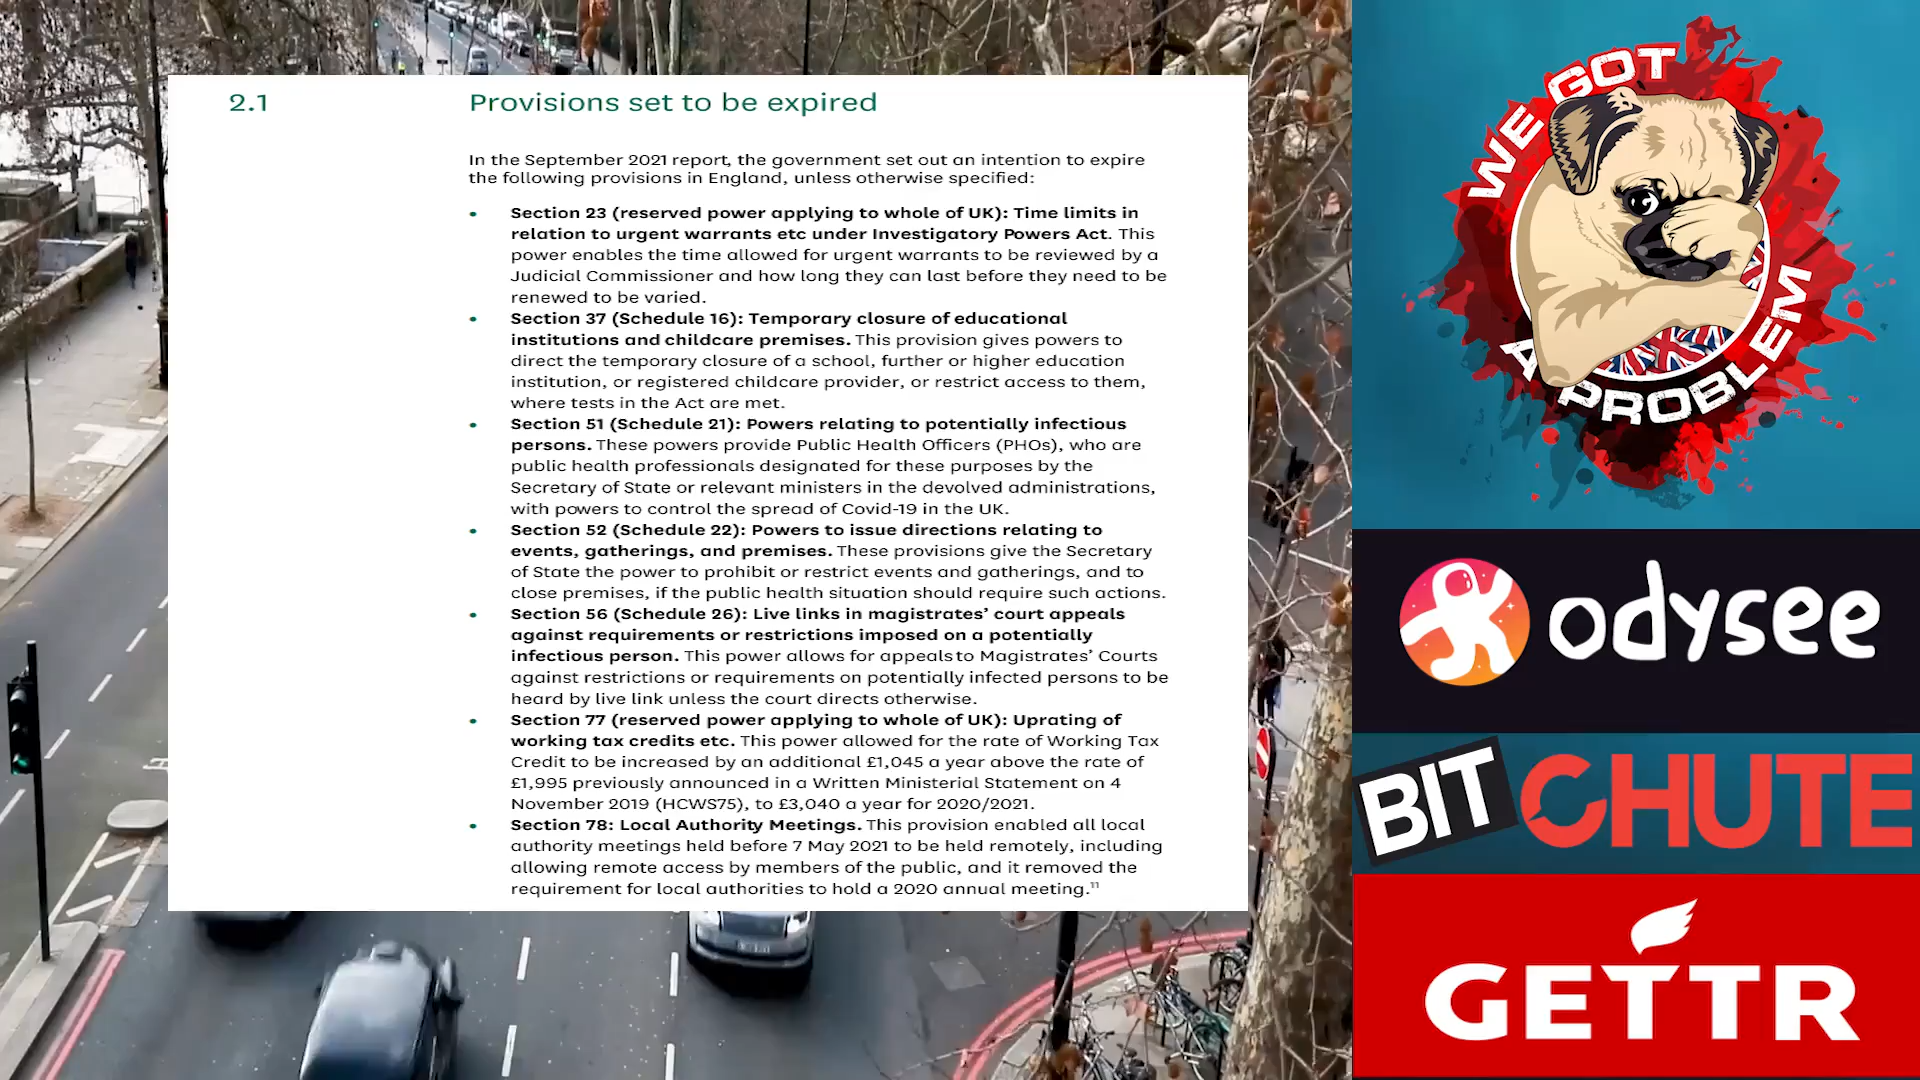 2.1 Provisions set to be expired
In the September 2021 report, the government set out an intention to expire
the following provisions in England, unless otherwise specified:
• Section 23 (reserved power applying to whole of UK): Time limits in
relation to urgent warrants etc under Investigatory Powers Act. This
power enables the time allowed for urgent warrants to be reviewed by a
Judicial Commissioner and how long they can last before they need to be
renewed to be varied.
• Section 37 (Schedule 16): Temporary closure of educational
institutions and childcare premises. This provision gives powers to
direct the temporary closure of a school, further or higher education
institution, or registered childcare provider, or restrict access to them,
where tests in the Act are met.
• Section 51 (Schedule 21): Powers relating to potentially infectious
persons. These powers provide Public Health Officers (PHOs), who are
public health professionals designated for these purposes by the
Secretary of State or relevant ministers in the devolved administrations,
with powers to control the spread of Covid-19 in the UK.
• Section 52 (Schedule 22): Powers to issue directions relating to
events, gatherings, and premises. These provisions give the Secretary
of State the power to prohibit or restrict events and gatherings, and to
close premises, if the public health situation should require such actions.
• Section 56 (Schedule 26): Live links in magistrates’ court appeals
against requirements or restrictions imposed on a potentially
infectious person. This power allows for appeals to Magistrates’ Courts
against restrictions or requirements on potentially infected persons to be
heard by live link unless the court directs otherwise.
• Section 77 (reserved power applying to whole of UK): Uprating of
working tax credits etc. This power allowed for the rate of Working Tax
Credit to be increased by an additional £1,045 a year above the rate of
£1,995 previously announced in a Written Ministerial Statement on 4
November 2019 (HCWS75), to £3,040 a year for 2020/2021.
• Section 78: Local Authority Meetings. This provision enabled all local
authority meetings held before 7 May 2021 to be held remotely, including
allowing remote access by members of the public, and it removed the
requirement for local authorities to hold a 2020 annual meeting.¹¹
WE GOT
A PROBLEM
odysee
BITCHUTE
GETTR